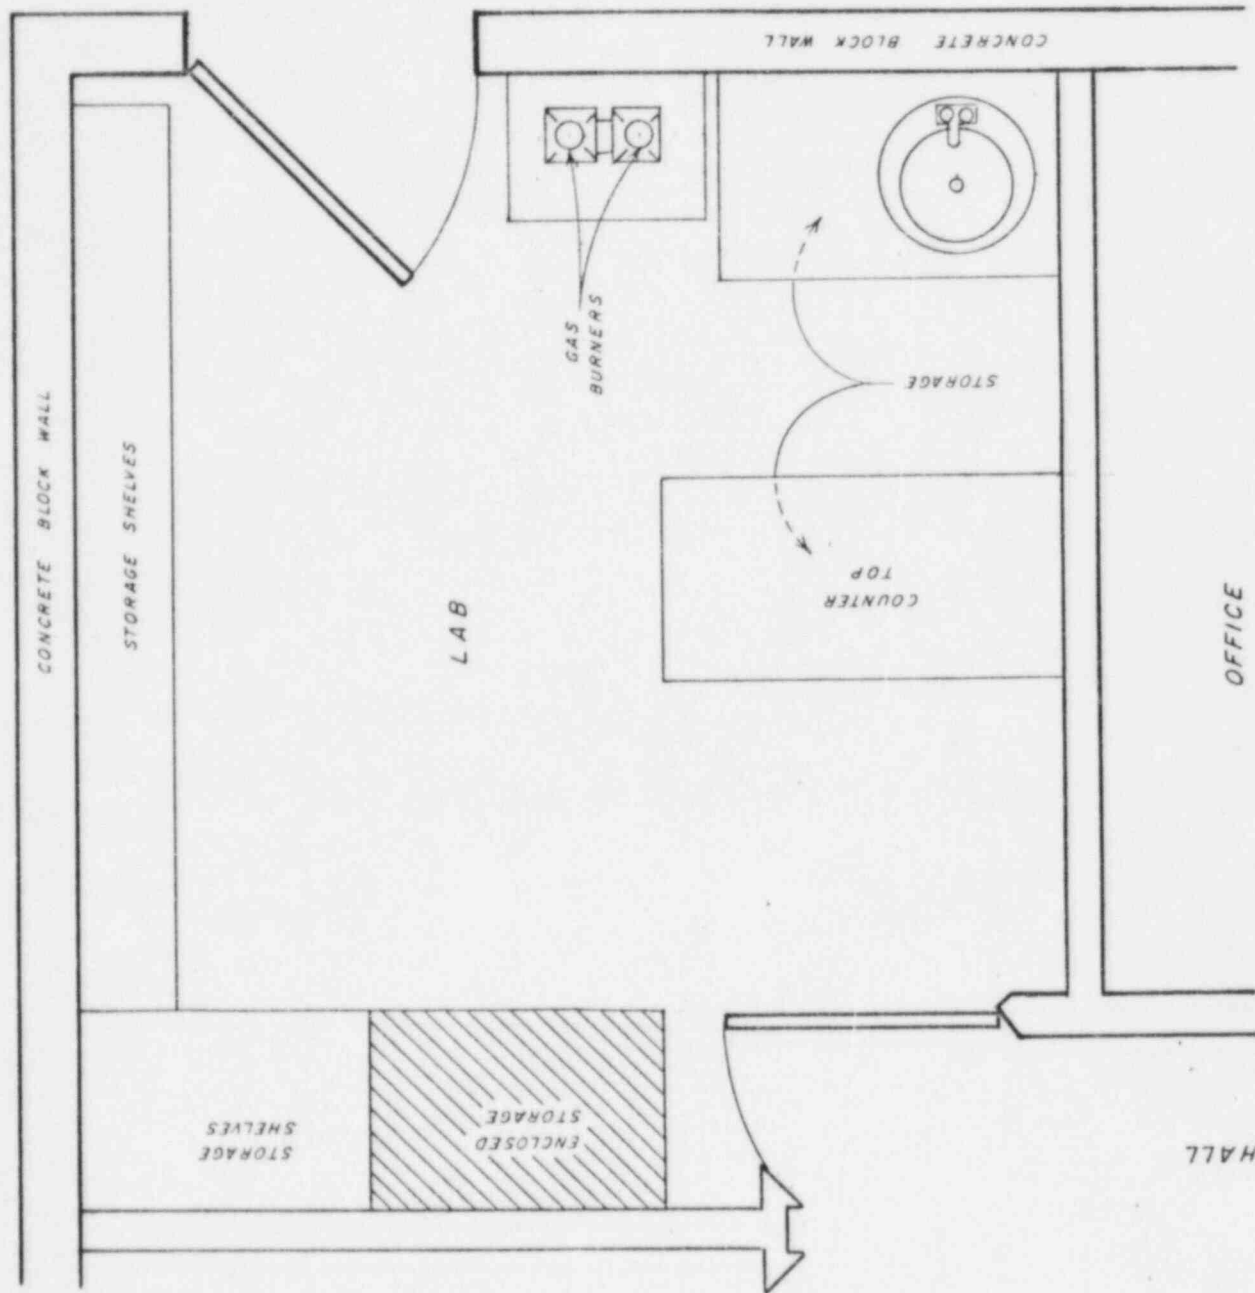 CONCRETE BLOCK WALL
CONCRETE BLOCK WALL
STORAGE SHELVES
GAS
BURNERS
STORAGE
LAB
COUNTER
TOP
OFFICE
STORAGE
SHELVES
ENCLOSED
STORAGE
HALL